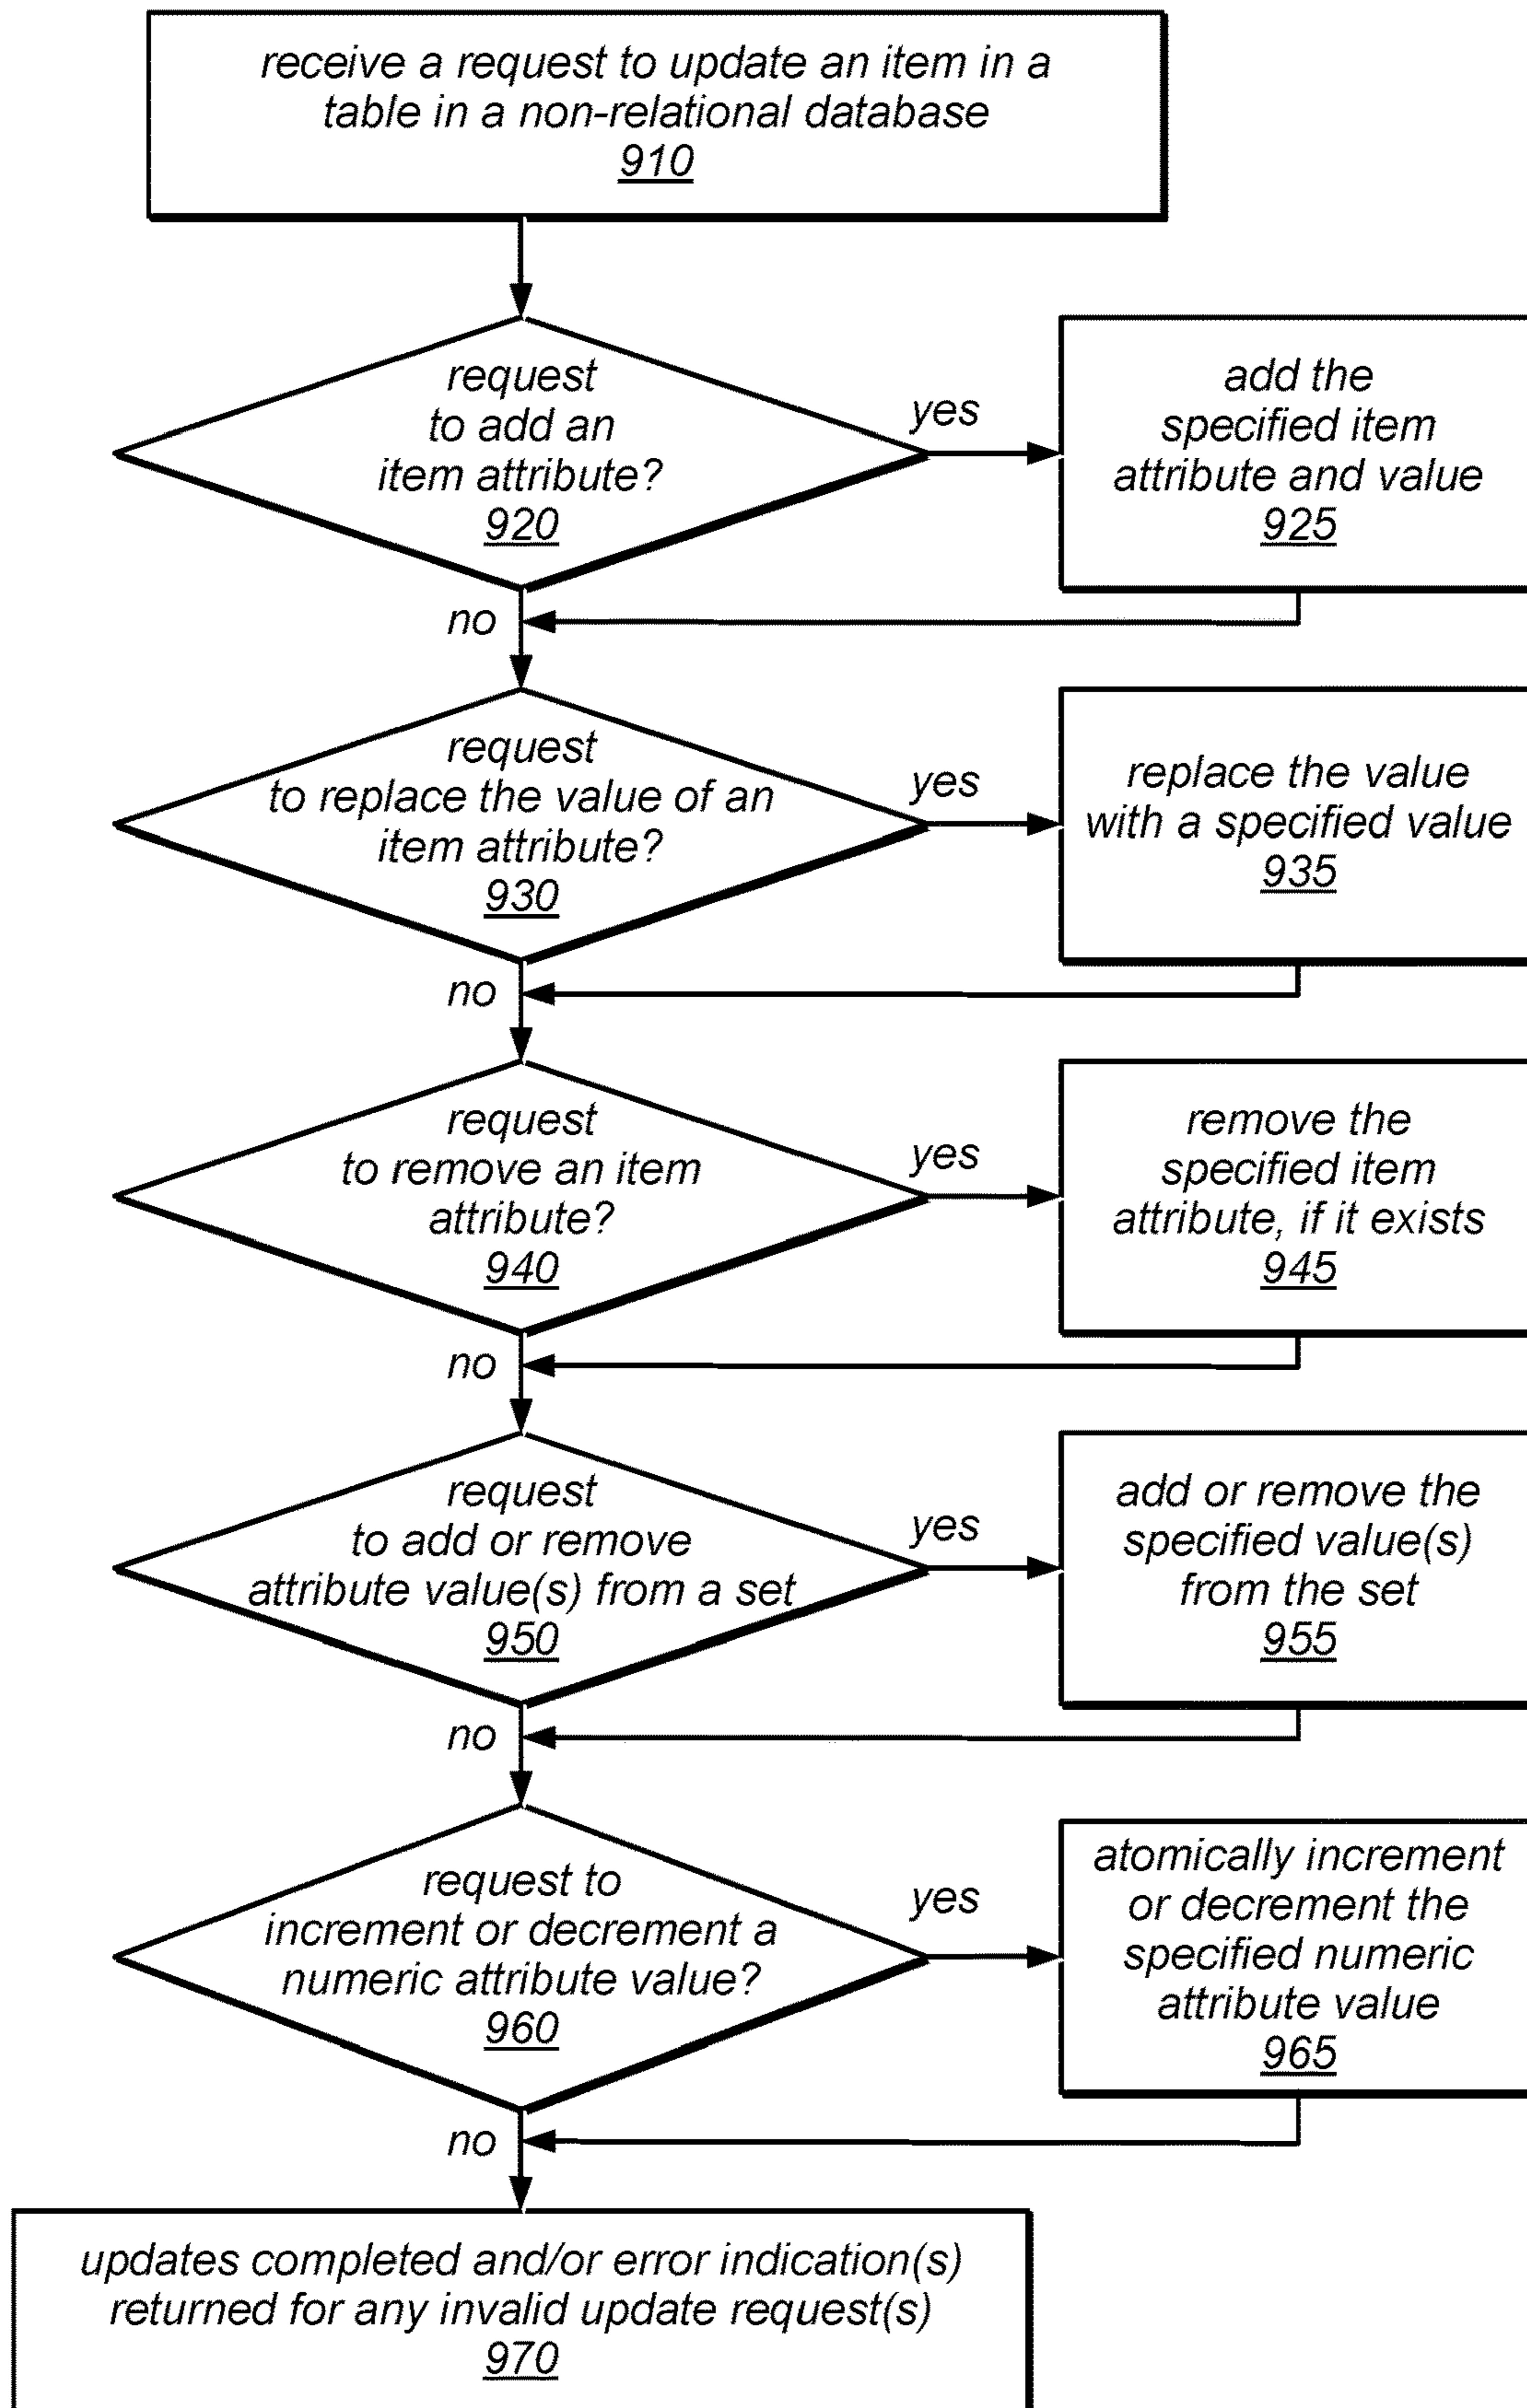 receive a request to update an item in a
table in a non-relational database
910
request
to add an
item attribute?
920
yes
add the
specified item
attribute and value
925
no
request
to replace the value of an
item attribute?
930
yes
replace the value
with a specified value
935
no
request
to remove an item
attribute?
940
yes
remove the
specified item
attribute, if it exists
945
no
request
to add or remove
attribute value(s) from a set
950
yes
add or remove the
specified value(s)
from the set
955
no
request to
increment or decrement a
numeric attribute value?
960
yes
atomically increment
or decrement the
specified numeric
attribute value
965
no
updates completed and/or error indication(s)
returned for any invalid update request(s)
970